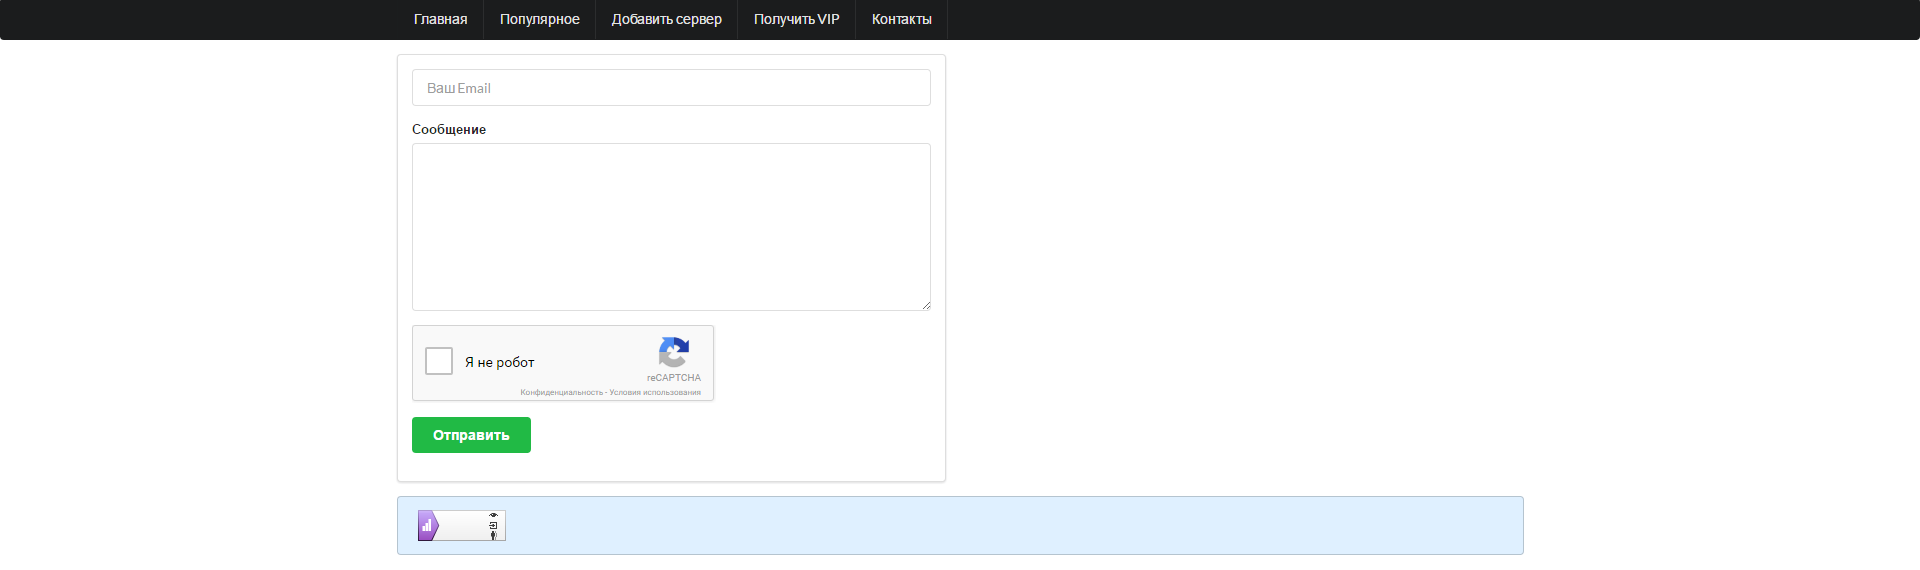 Главная Популярное Добавить сервер Получить VIP Контакты
Ваш Email
Сообщение
Я не робот
reCAPTCHA
Конфиденциальность - Условия использования
Отправить